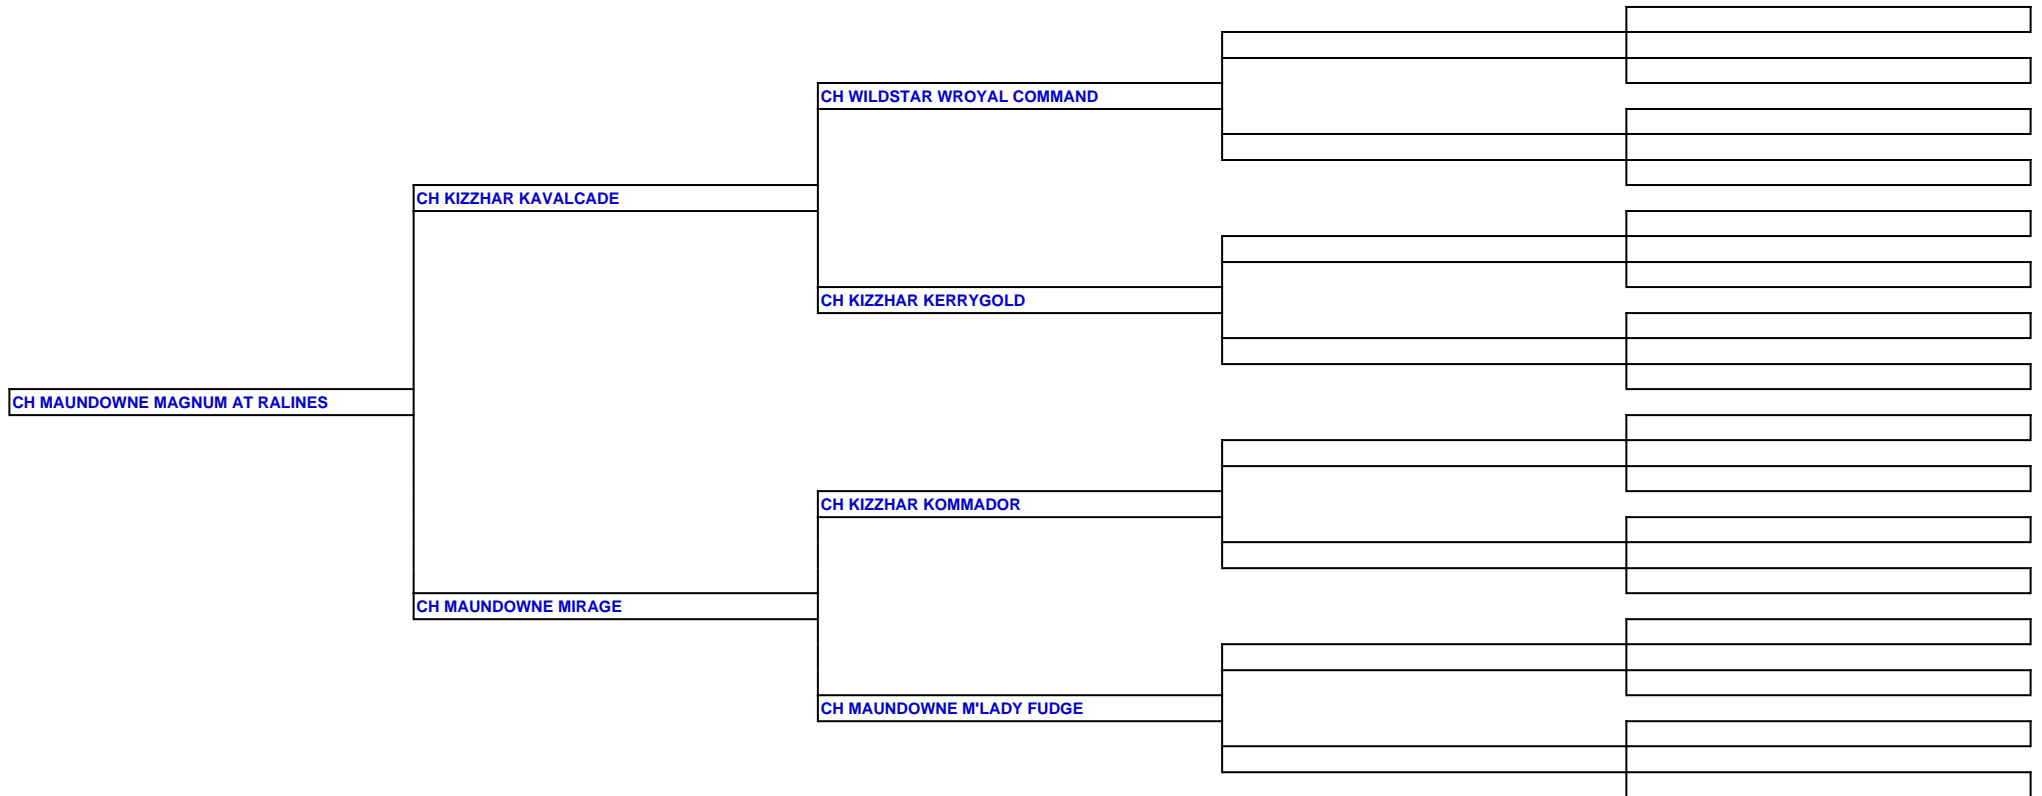 CH WILDSTAR WROYAL COMMAND
CH KIZZHAR KAVALCADE
CH KIZZHAR KERRYGOLD
CH MAUNDOWNE MAGNUM AT RALINES
CH KIZZHAR KOMMADOR
CH MAUNDOWNE MIRAGE
CH MAUNDOWNE M'LADY FUDGE